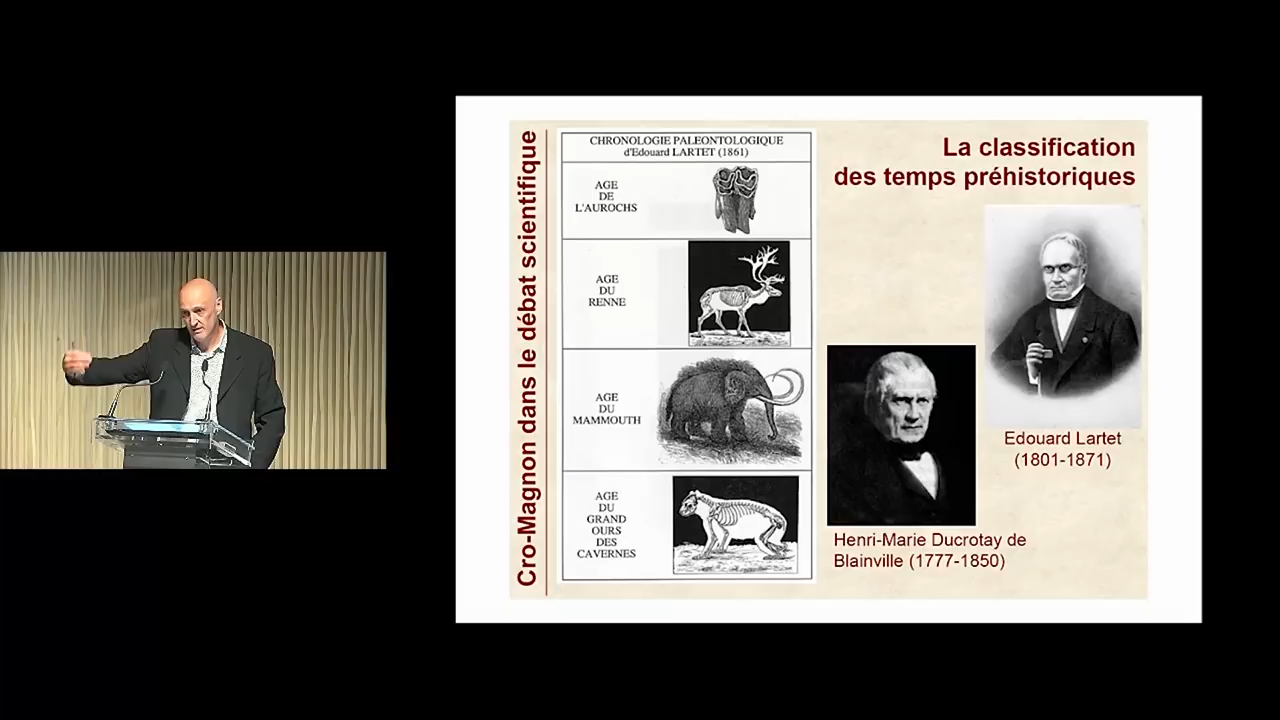 Cro-Magnon dans le débat scientifique
CHRONOLOGIE PALEONTOLOGIQUE
d'Edouard LARTET (1861)
AGE
DE
L'AUROCHS
AGE
DU
RENNE
AGE
DU
MAMMOUTH
AGE
DU
GRAND
OURS
DES
CAVERNES
La classification
des temps préhistoriques
Edouard Lartet
(1801-1871)
Henri-Marie Ducrotay de
Blainville (1777-1850)